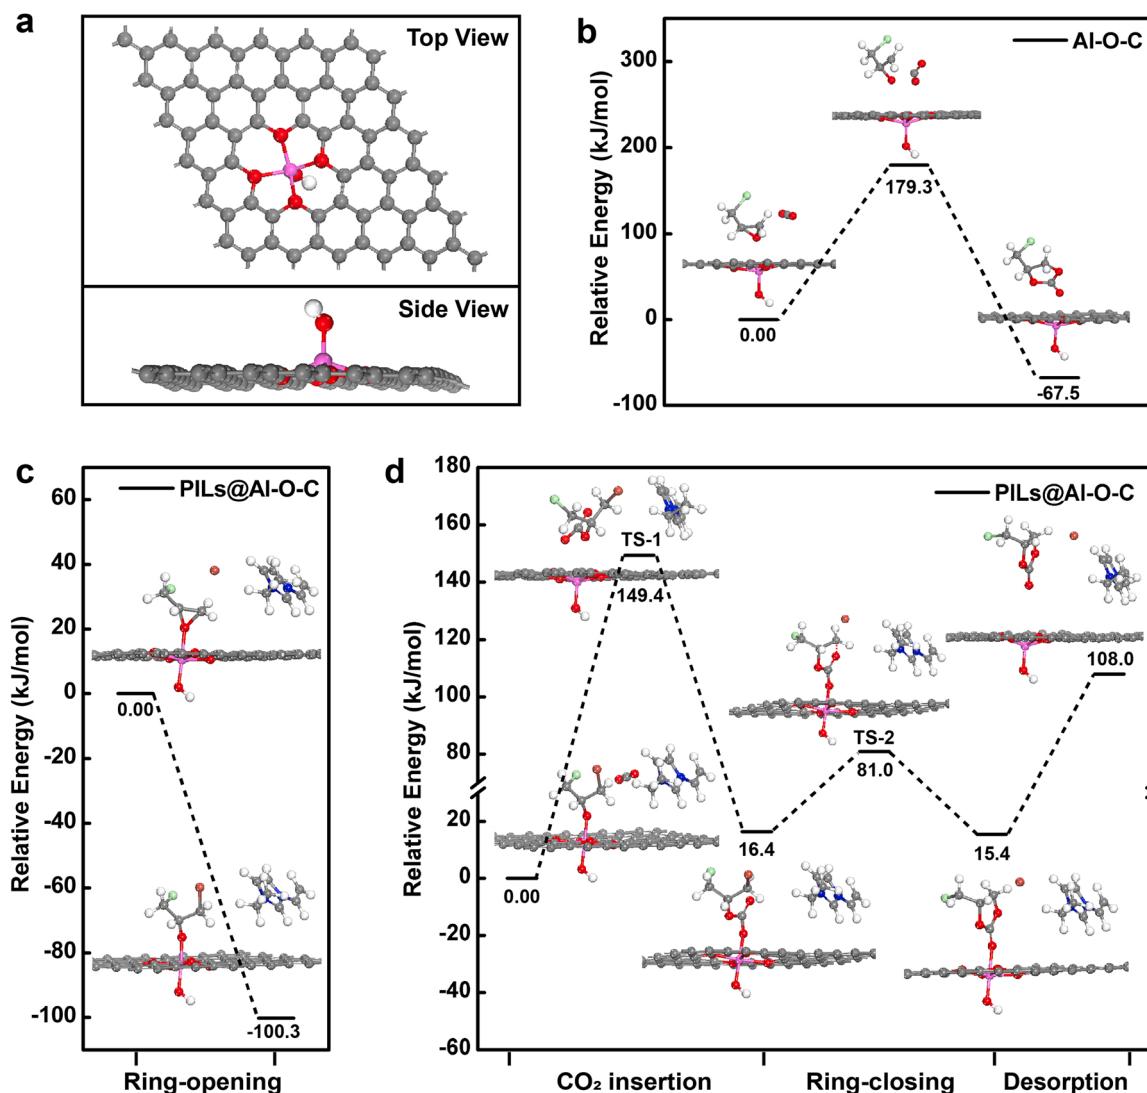 a
Top View
Side View
b
Al-O-C
Relative Energy (kJ/mol)
300
200
100
0
-100
0.00
179.3
-67.5
c
PILs@Al-O-C
Relative Energy (kJ/mol)
60
40
20
0
-20
-40
-60
-80
-100
0.00
-100.3
Ring-opening
d
PILs@Al-O-C
Relative Energy (kJ/mol)
180
160
140
120
100
80
20
0
-20
-40
-60
TS-1
149.4
0.00
16.4
TS-2
81.0
15.4
108.0
CO₂ insertion
Ring-closing
Desorption